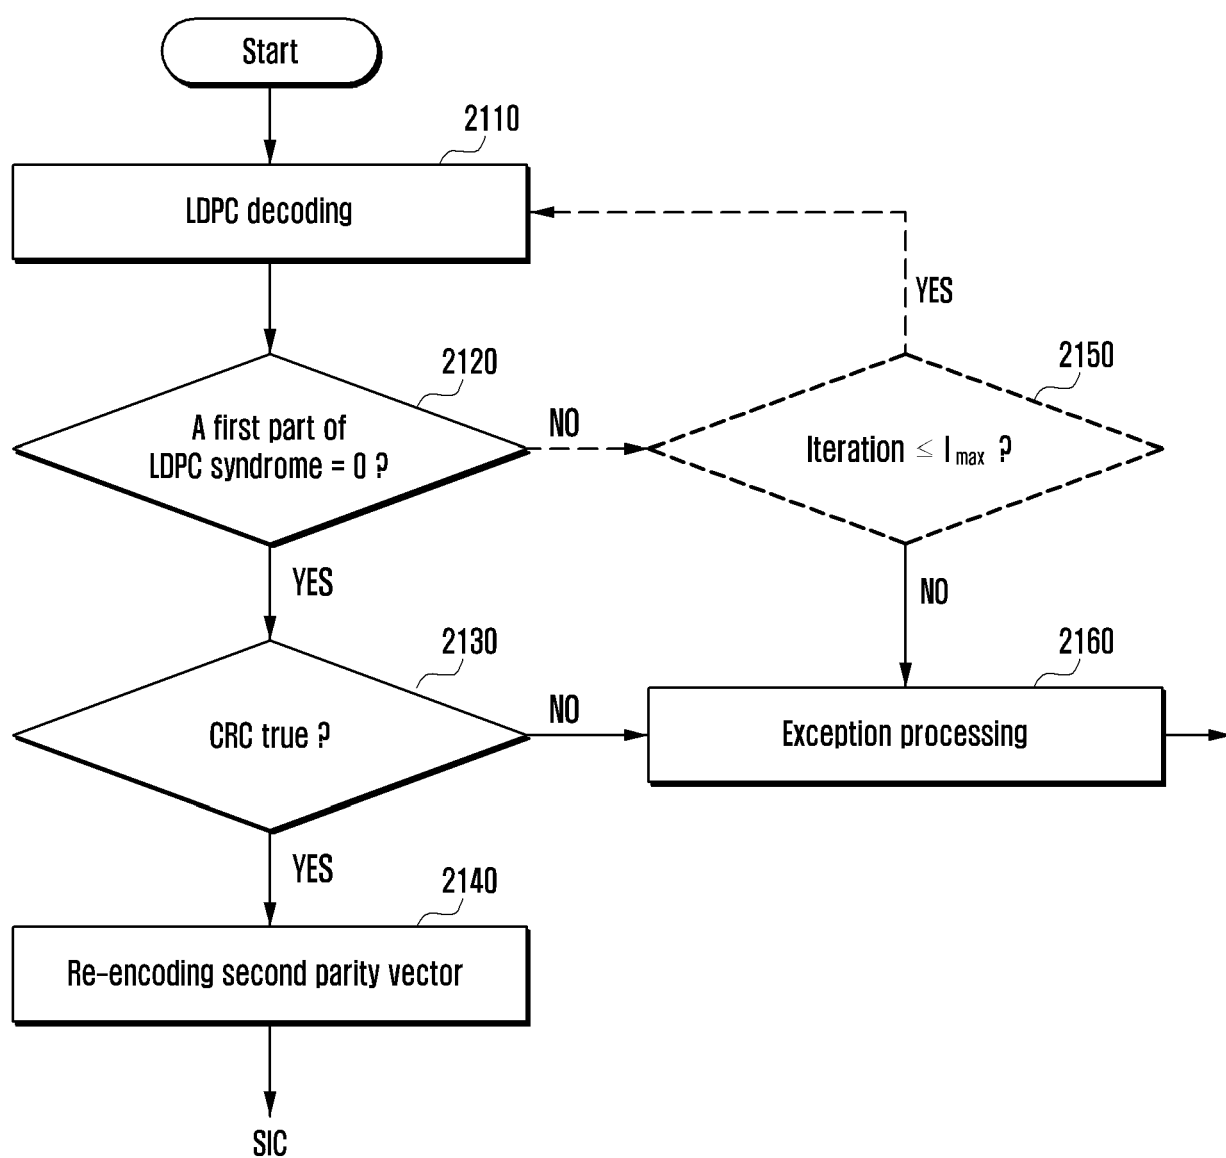 Start
2110
LDPC decoding
YES
2120
2150
A first part of
LDPC syndrome = 0 ?
NO
Iteration ≤ Imax ?
YES
NO
2130
2160
CRC true ?
NO
Exception processing
YES
2140
Re-encoding second parity vector
SIC